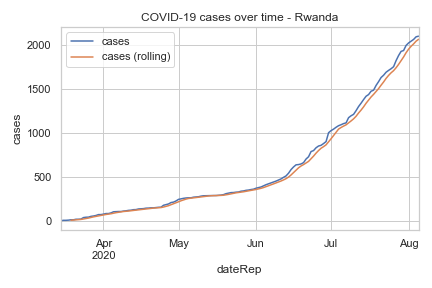 COVID-19 cases over time - Rwanda
cases
cases (rolling)
2000
1500
1000
500
0
cases
Apr
2020
May
Jun
Jul
Aug
dateRep